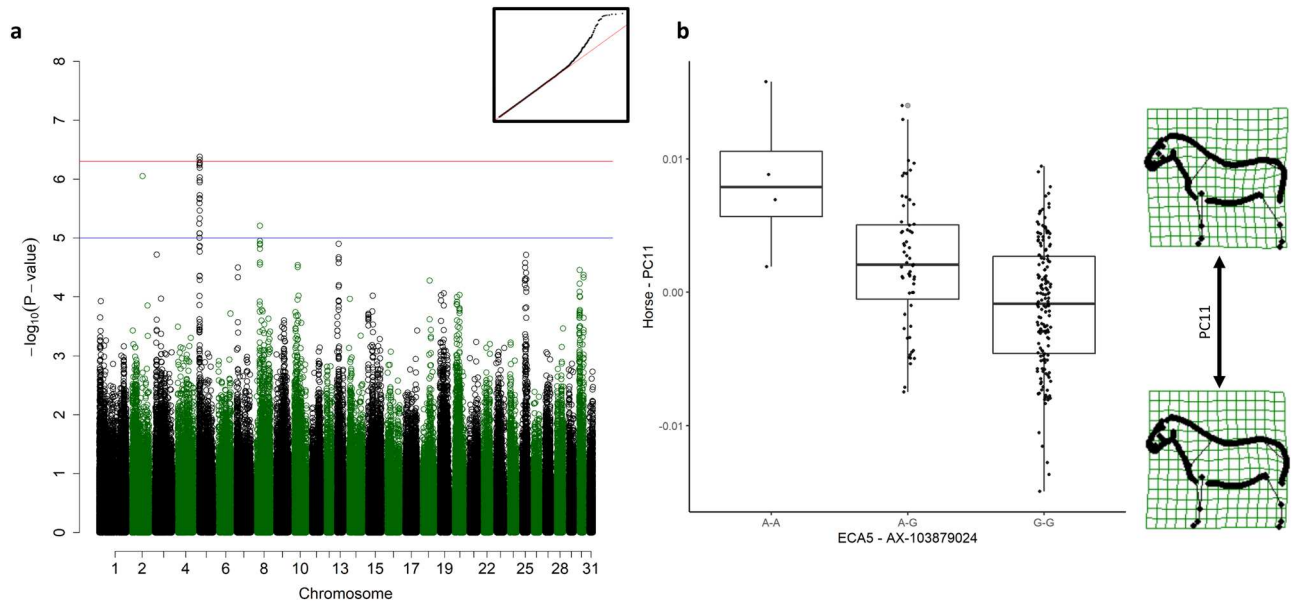 a
8
7
6
5
4
3
2
1
0
−log10(P−value)
1 2 4 6 8 10 13 15 17 22 25 28 31
Chromosome
b
0.01
0.00
-0.01
Horse - PC11
A-A A-G G-G
ECA5 - AX-103879024
PC11